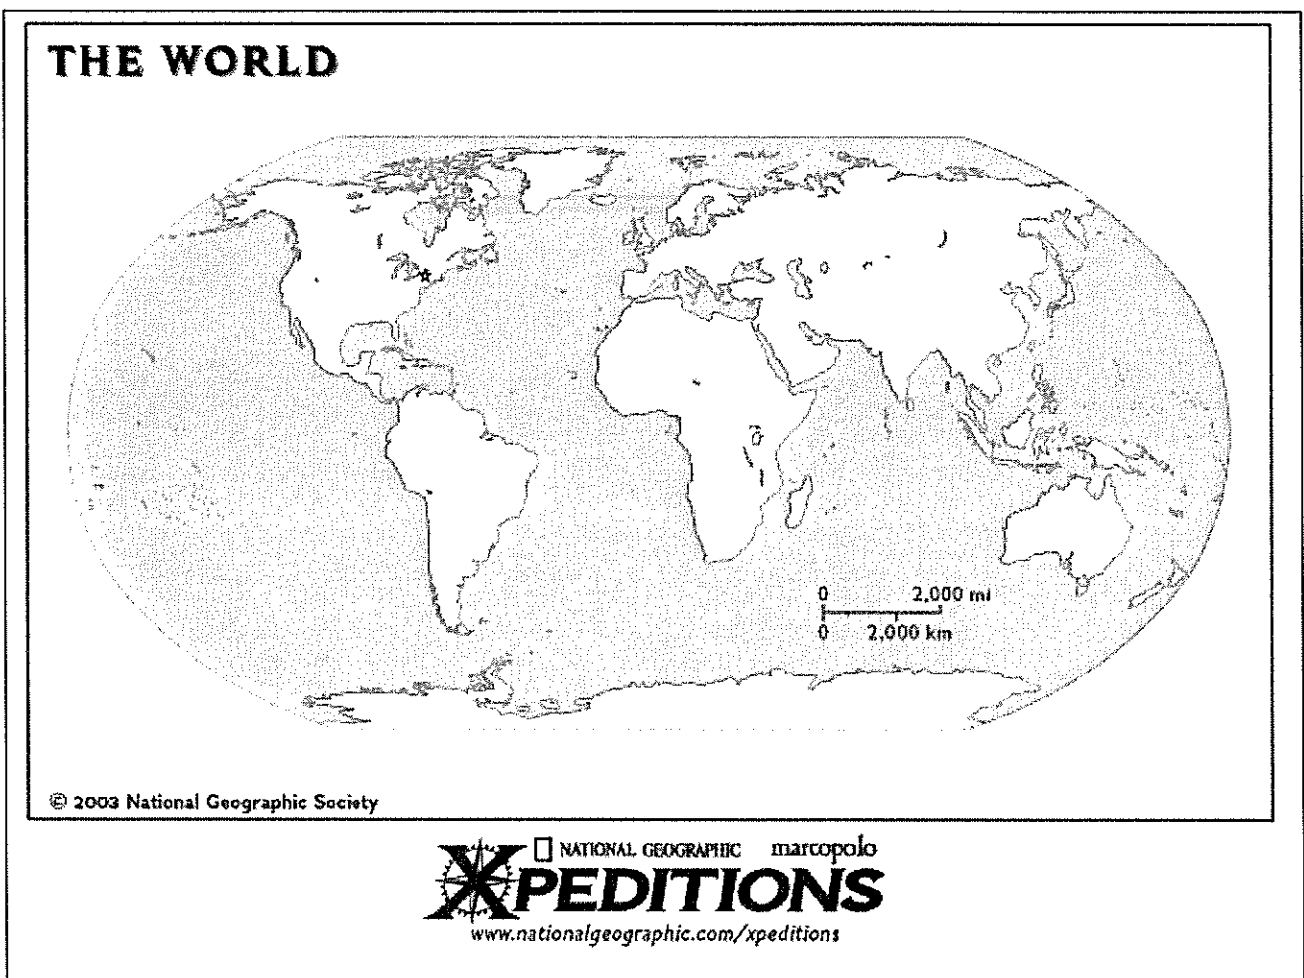 THE WORLD
0 2,000 mi
0 2,000 km
© 2003 National Geographic Society
NATIONAL GEOGRAPHIC marcopolo
XPEDITIONS
www.nationalgeographic.com/xpeditions